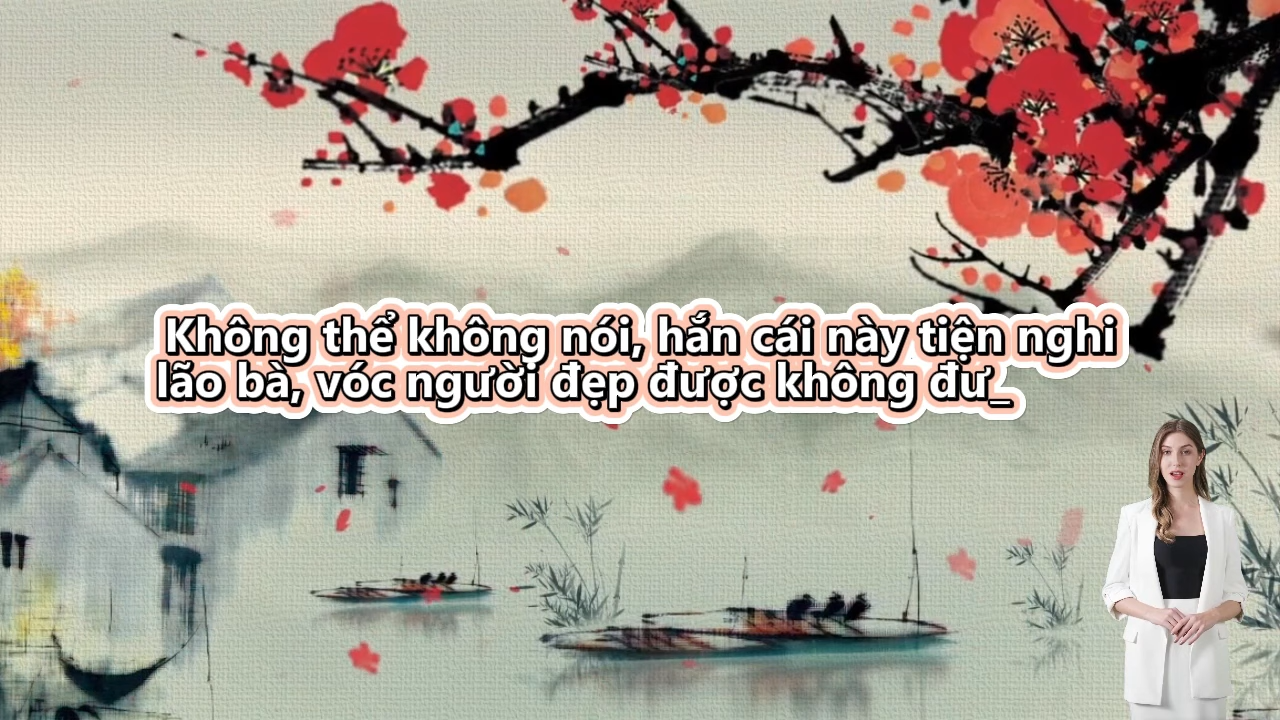 Không thể không nói, hắn cái này tiện nghi
lão bà, vóc người đẹp được không đư_